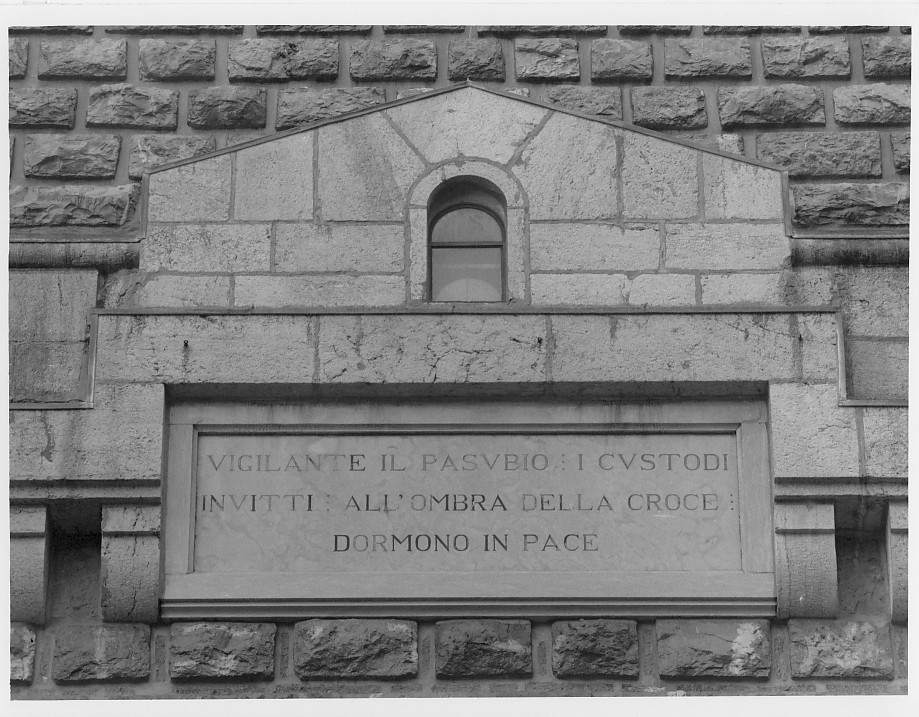 VIGILANTE IL PASVBIO : I CVSTODI
INVITTI : ALL'OMBRA DELLA CROCE :
DORMONO IN PACE